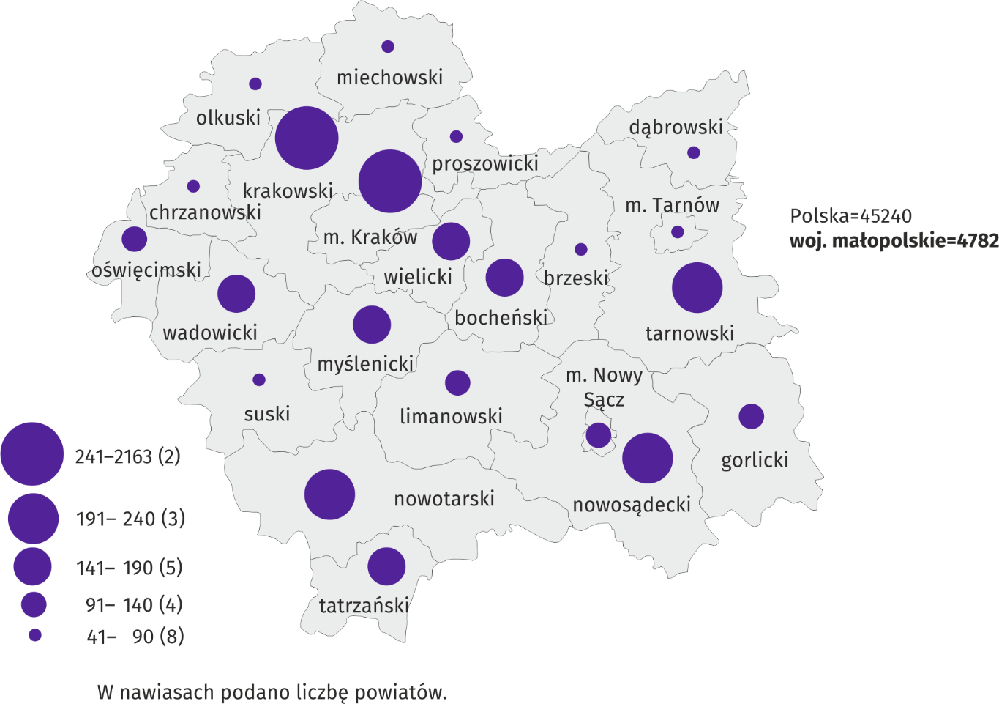 miechowski
olkuski
dąbrowski
proszowicki
krakowski
chrzanowski
m. Tarnów
Polska=45240
woj. małopolskie=4782
m. Kraków
oświęcimski
wielicki
brzeski
bocheński
wadowicki
tarnowski
myślenicki
m. Nowy
Sącz
suski
limanowski
gorlicki
nowotarski
nowosądecki
tatrzański
241–2163 (2)
191– 240 (3)
141– 190 (5)
91– 140 (4)
41– 90 (8)
W nawiasach podano liczbę powiatów.